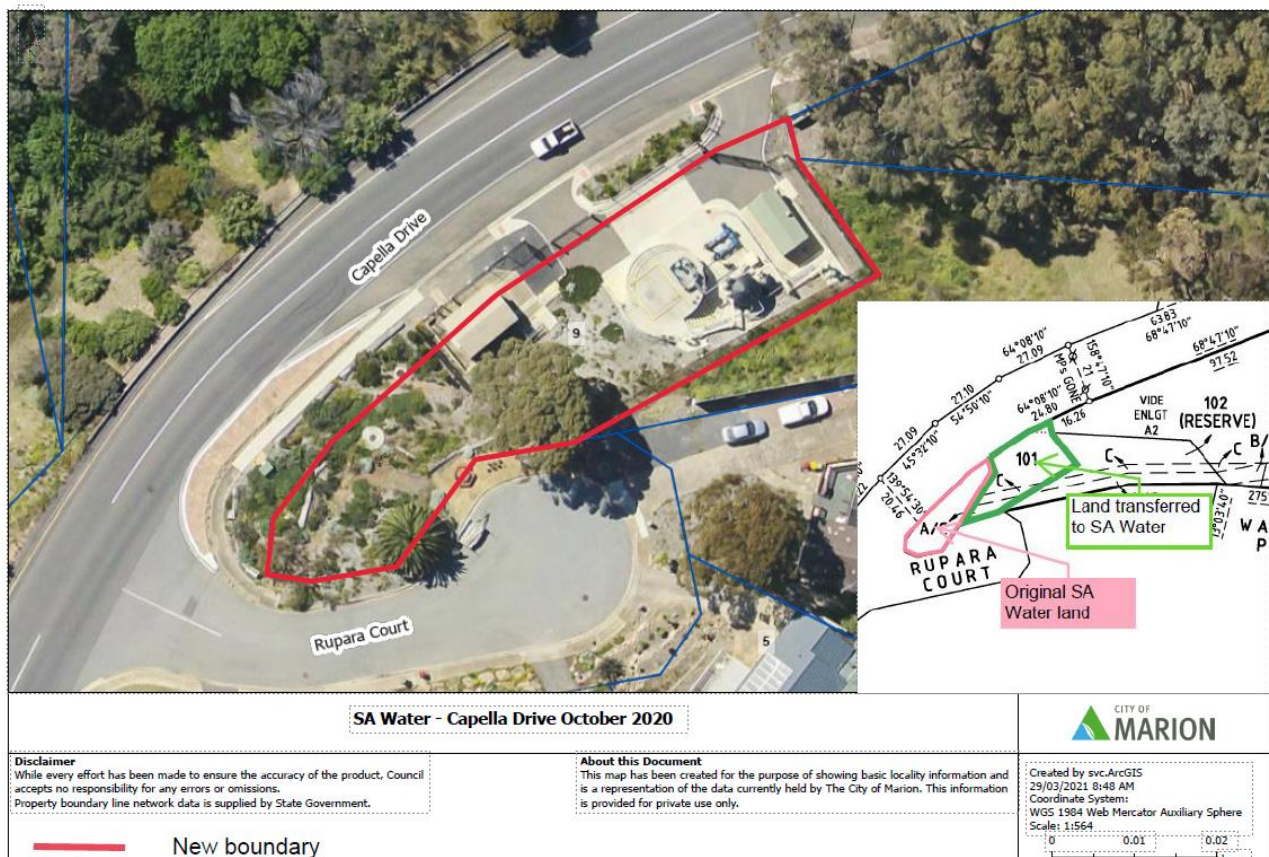 Capella Drive
9
Rupara Court
5
64°08'10"
27.09
63.83
68°47'10"
68°47'10"
97.52
158°47'10"
21
MPs GONE
27.10
54°50'10"
64°08'10"
24.80
16.26
VIDE
ENLGT
A2
102
(RESERVE)
27.09
45°32'10"
101
C
C
C
B/
139°54'30"
20.46
A/
RUPARA
COURT
Land transferred
to SA Water
Original SA
Water land
SA Water - Capella Drive October 2020
CITY OF
MARION
Disclaimer
While every effort has been made to ensure the accuracy of the product, Council
accepts no responsibility for any errors or omissions.
Property boundary line network data is supplied by State Government.
About this Document
This map has been created for the purpose of showing basic locality information and
is a representation of the data currently held by The City of Marion. This information
is provided for private use only.
Created by svc.ArcGIS
29/03/2021 8:48 AM
Coordinate System:
WGS 1984 Web Mercator Auxiliary Sphere
Scale: 1:564
0 0.01 0.02
New boundary